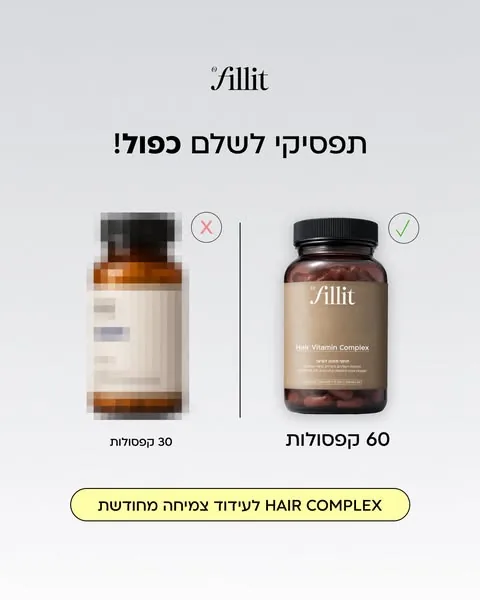 fillit
תפסיקי לשלם כפול!
X
fillit
Hair Vitamin Complex
30 קפסולות
60 קפסולות
HAIR COMPLEX לעידוד צמיחה מחודשת